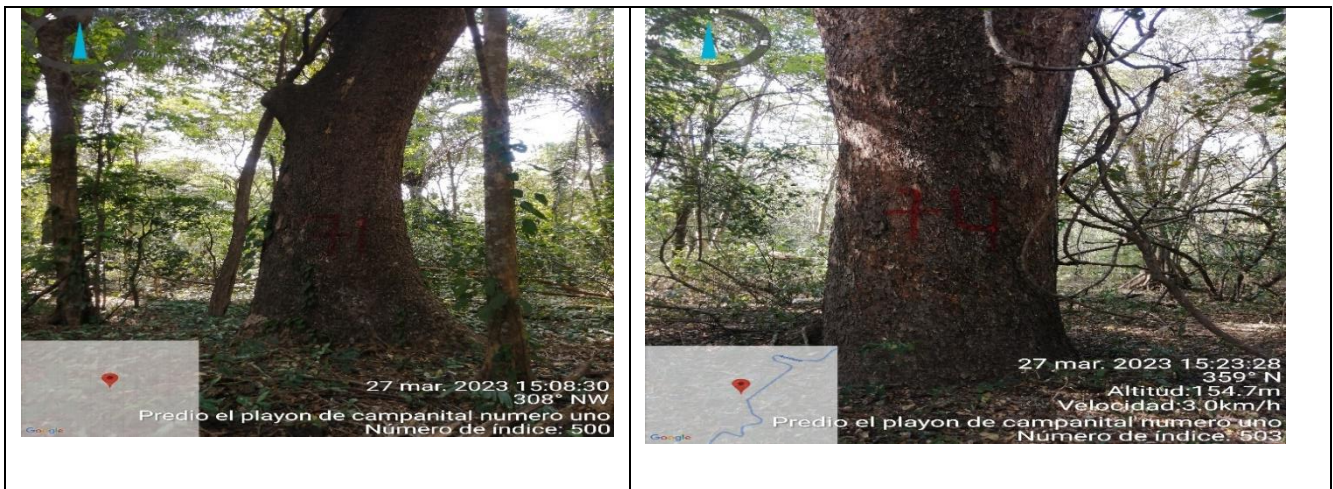 71
27 mar. 2023 15:08:30
308° NW
Predio el playon de campanital numero uno
Número de índice: 500
Google
74
27 mar. 2023 15:23:28
359° N
Altitud:154.7m
Velocidad:3.0km/h
Predio el playon de campanital numero uno
Número de índice: 503
Google